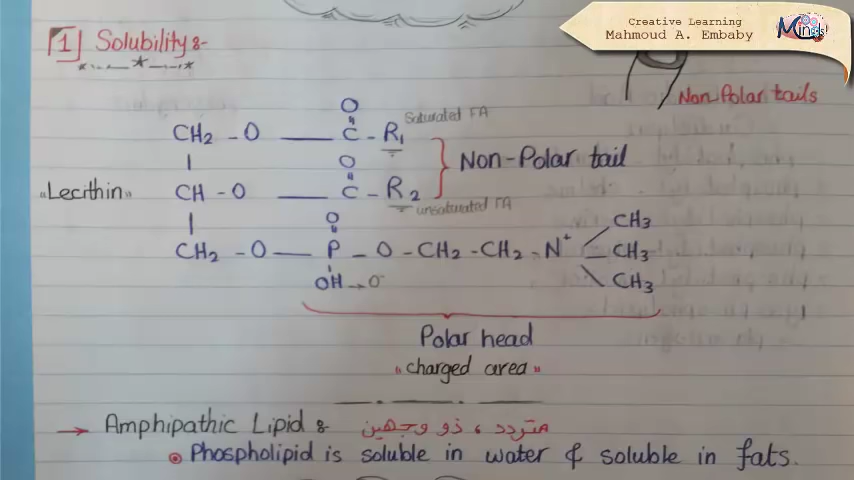 Creative Learning
Mahmoud A. Embaby
Minds
[1] Solubility :-
Non-Polar tails
O
CH2 - O — C - R1 Saturated FA
O
Non-Polar tail
"Lecithin" CH - O — C - R2
unsaturated FA
O
CH2 - O — P - O - CH2 - CH2 - N+ CH3 CH3 CH3
OH → O-
Polar head
"charged area"
→ Amphipathic Lipid : متردد ، ذو وجهين
Phospholipid is soluble in water & soluble in fats.